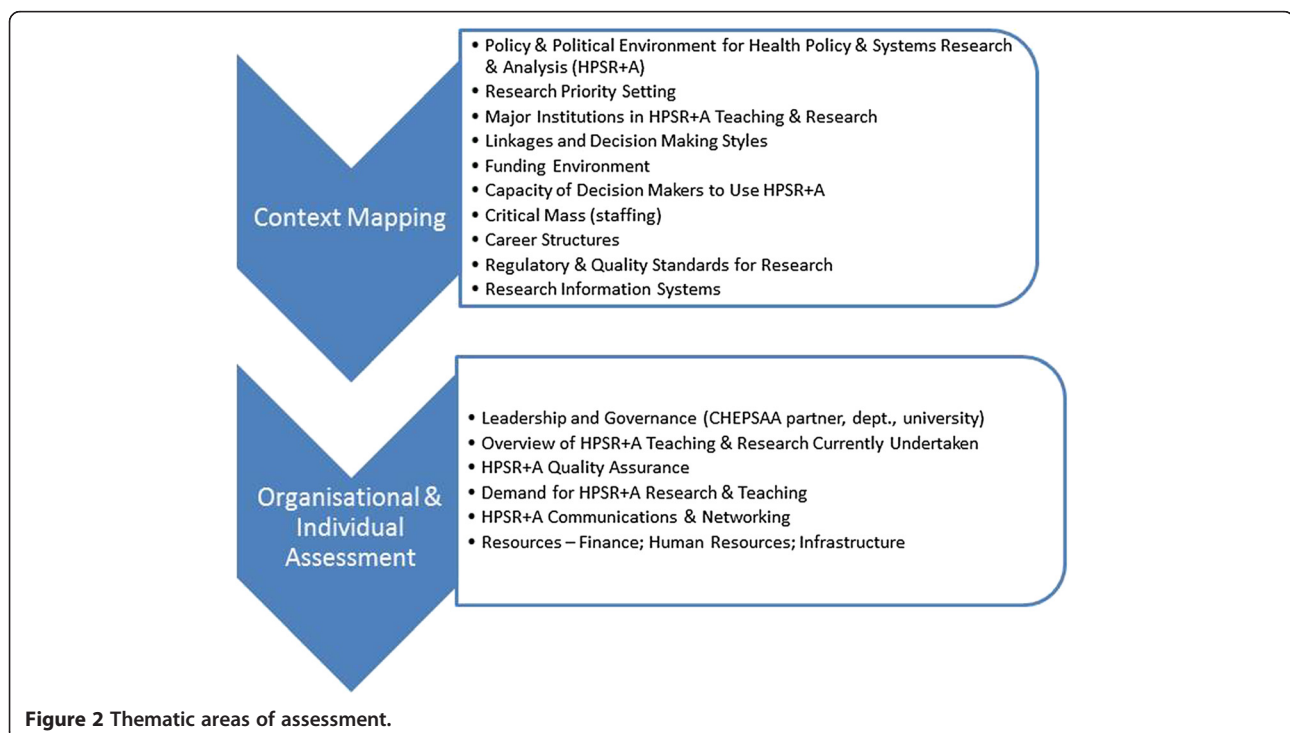 Context Mapping
• Policy & Political Environment for Health Policy & Systems Research
& Analysis (HPSR+A)
• Research Priority Setting
• Major Institutions in HPSR+A Teaching & Research
• Linkages and Decision Making Styles
• Funding Environment
• Capacity of Decision Makers to Use HPSR+A
• Critical Mass (staffing)
• Career Structures
• Regulatory & Quality Standards for Research
• Research Information Systems
Organisational &
Individual
Assessment
• Leadership and Governance (CHEPSAA partner, dept., university)
• Overview of HPSR+A Teaching & Research Currently Undertaken
• HPSR+A Quality Assurance
• Demand for HPSR+A Research & Teaching
• HPSR+A Communications & Networking
• Resources – Finance; Human Resources; Infrastructure
Figure 2 Thematic areas of assessment.